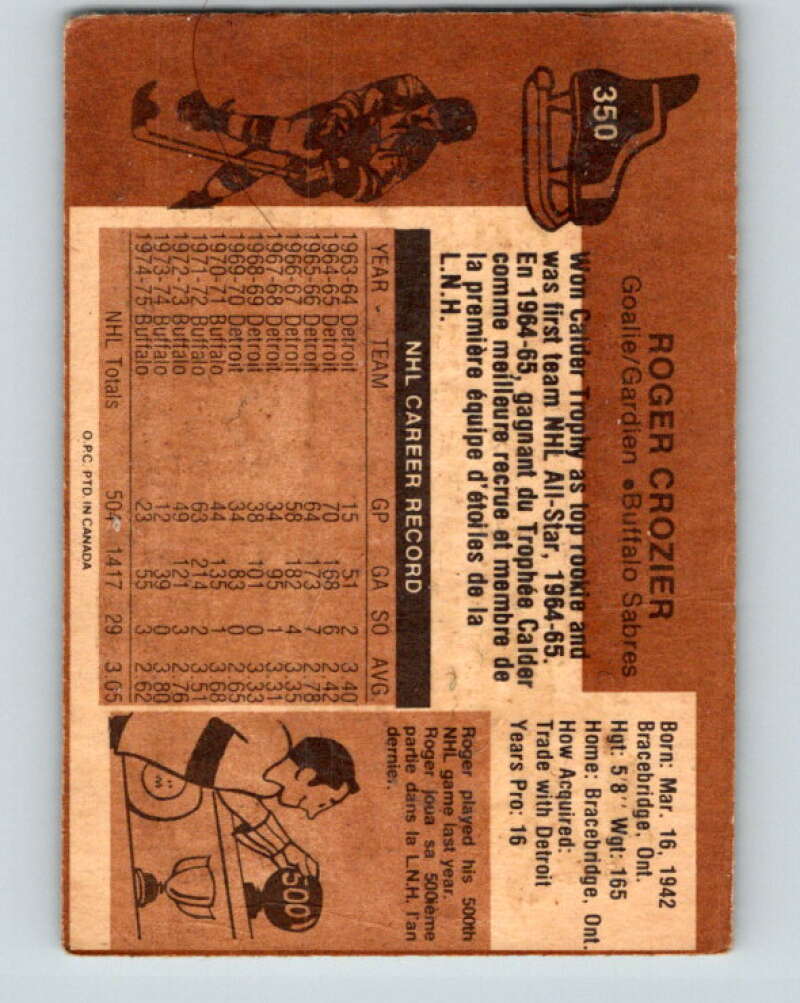 350
ROGER CROZIER
Goalie/Gardien • Buffalo Sabres
Born: Mar. 16, 1942
Bracebridge, Ont.
Hgt: 5'8'' Wgt: 165
Home: Bracebridge, Ont.
How Acquired:
Trade with Detroit
Years Pro: 16
Won Calder Trophy as top rookie and
was first team NHL All-Star, 1964-65.
En 1964-65, gagnant du Trophée Calder
comme meilleure recrue et membre de
la première équipe d'étoiles de la
L.N.H.
NHL CAREER RECORD
YEAR - TEAM GP GA SO AVG
1963-64 Detroit 15 51 2 3.40
1964-65 Detroit 70 168 6 2.42
1965-66 Detroit 64 173 7 2.78
1966-67 Detroit 58 182 4 3.35
1967-68 Detroit 34 95 1 3.31
1968-69 Detroit 38 101 0 3.33
1969-70 Detroit 34 83 0 2.65
1970-71 Buffalo 44 135 1 3.68
1971-72 Buffalo 63 214 2 3.51
1972-73 Buffalo 49 121 3 2.76
1973-74 Buffalo 12 39 0 3.80
1974-75 Buffalo 23 55 3 2.62
NHL Totals 504 1417 29 3.05
O.P.C. PTD. IN CANADA
Roger played his 500th
NHL game last year.
Roger joua sa 500ième
partie dans la L.N.H. l'an
dernier.
500